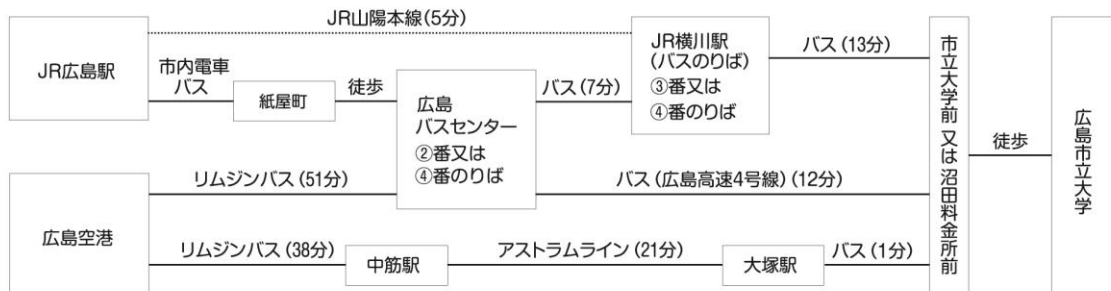 JR山陽本線(5分)
JR広島駅
市内電車
バス
紙屋町
徒歩
広島
バスセンター
②番又は
④番のりば
バス(7分)
JR横川駅
(バスのりば)
③番又は
④番のりば
バス(13分)
リムジンバス(51分)
バス(広島高速4号線)(12分)
広島空港
リムジンバス(38分)
中筋駅
アストラムライン(21分)
大塚駅
バス(1分)
市立大学前 又は 沼田料金所前
徒歩
広島市立大学